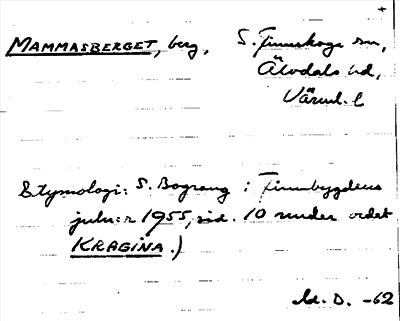 MAMMASBERGET, berg, S. Finnskoga sn,
Älvdals hd,
Värml. l
Etymologi: S. Bograng i Finnbygdens
julnr 1955, sid. 10 under ordet
KRAGINA.)
M. D. -62